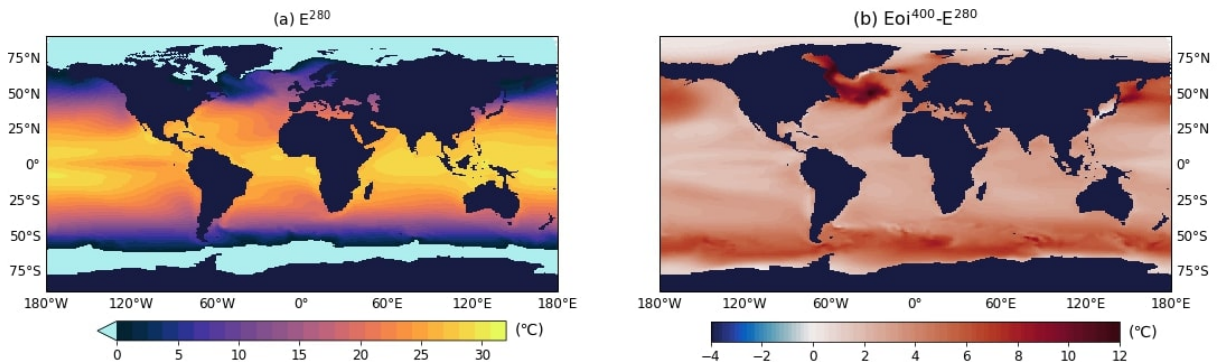 (a) E²⁸⁰
75°N
50°N
25°N
0°
25°S
50°S
75°S
180°W 120°W 60°W 0° 60°E 120°E 180°E
0 5 10 15 20 25 30 (℃)
(b) Eoi⁴⁰⁰-E²⁸⁰
75°N
50°N
25°N
0°
25°S
50°S
75°S
180°W 120°W 60°W 0° 60°E 120°E 180°E
−4 −2 0 2 4 6 8 10 12 (℃)